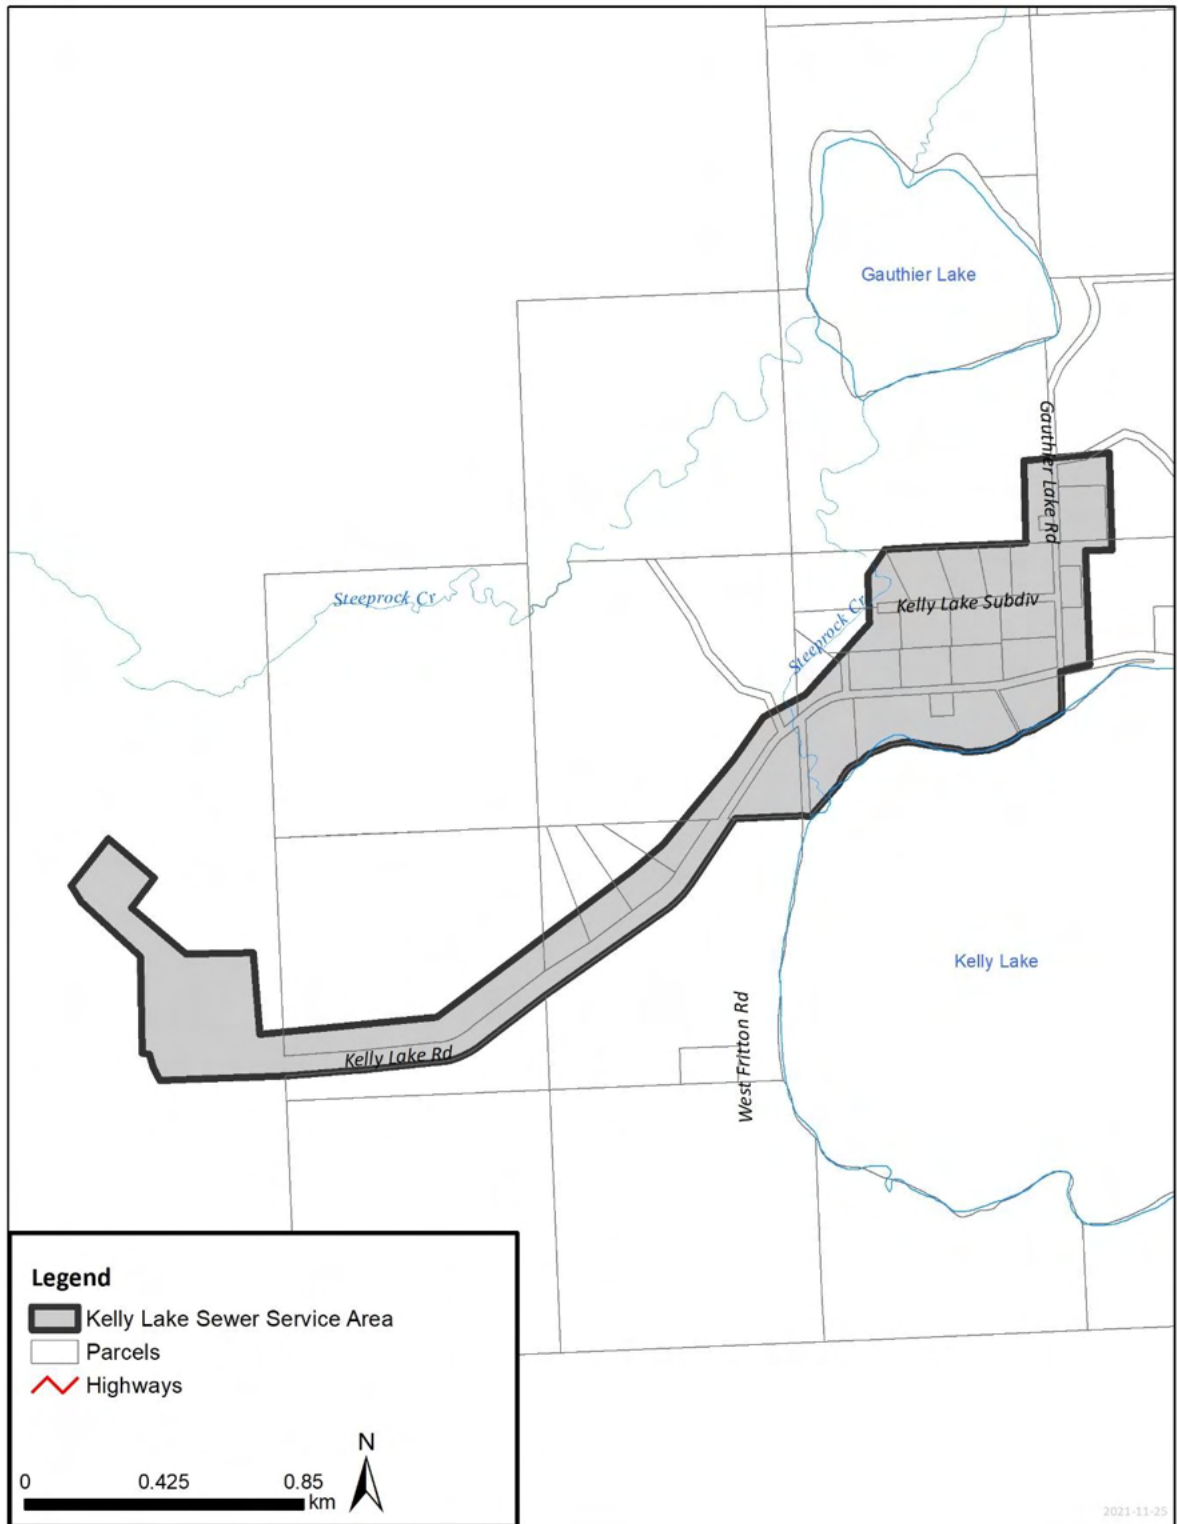 Gauthier Lake
Gauthier Lake Rd
Steeprock Cr
Kelly Lake Subdiv
Steeprock Cr
Kelly Lake
West Fritton Rd
Kelly Lake Rd
Legend
Kelly Lake Sewer Service Area
Parcels
Highways
N
0 0.425 0.85
km
2021-11-25